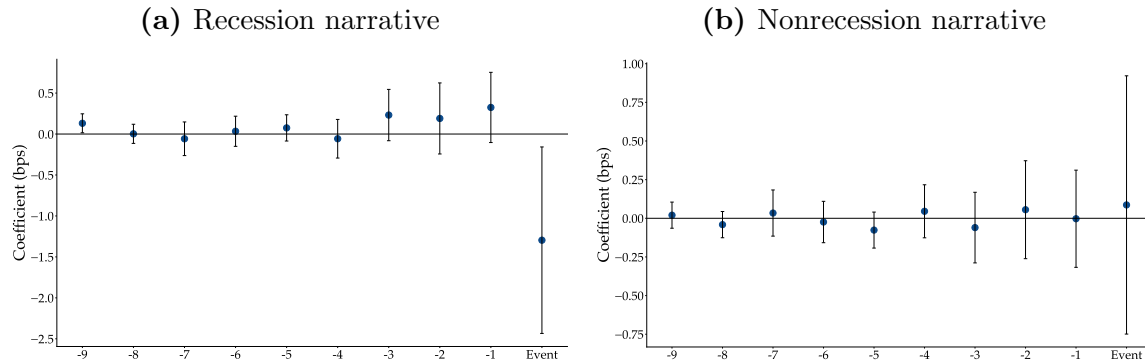 (a) Recession narrative
Coefficient (bps)
0.5
0.0
−0.5
−1.0
−1.5
−2.0
−2.5
-9 -8 -7 -6 -5 -4 -3 -2 -1 Event
(b) Nonrecession narrative
Coefficient (bps)
1.00
0.75
0.50
0.25
0.00
−0.25
−0.50
−0.75
-9 -8 -7 -6 -5 -4 -3 -2 -1 Event